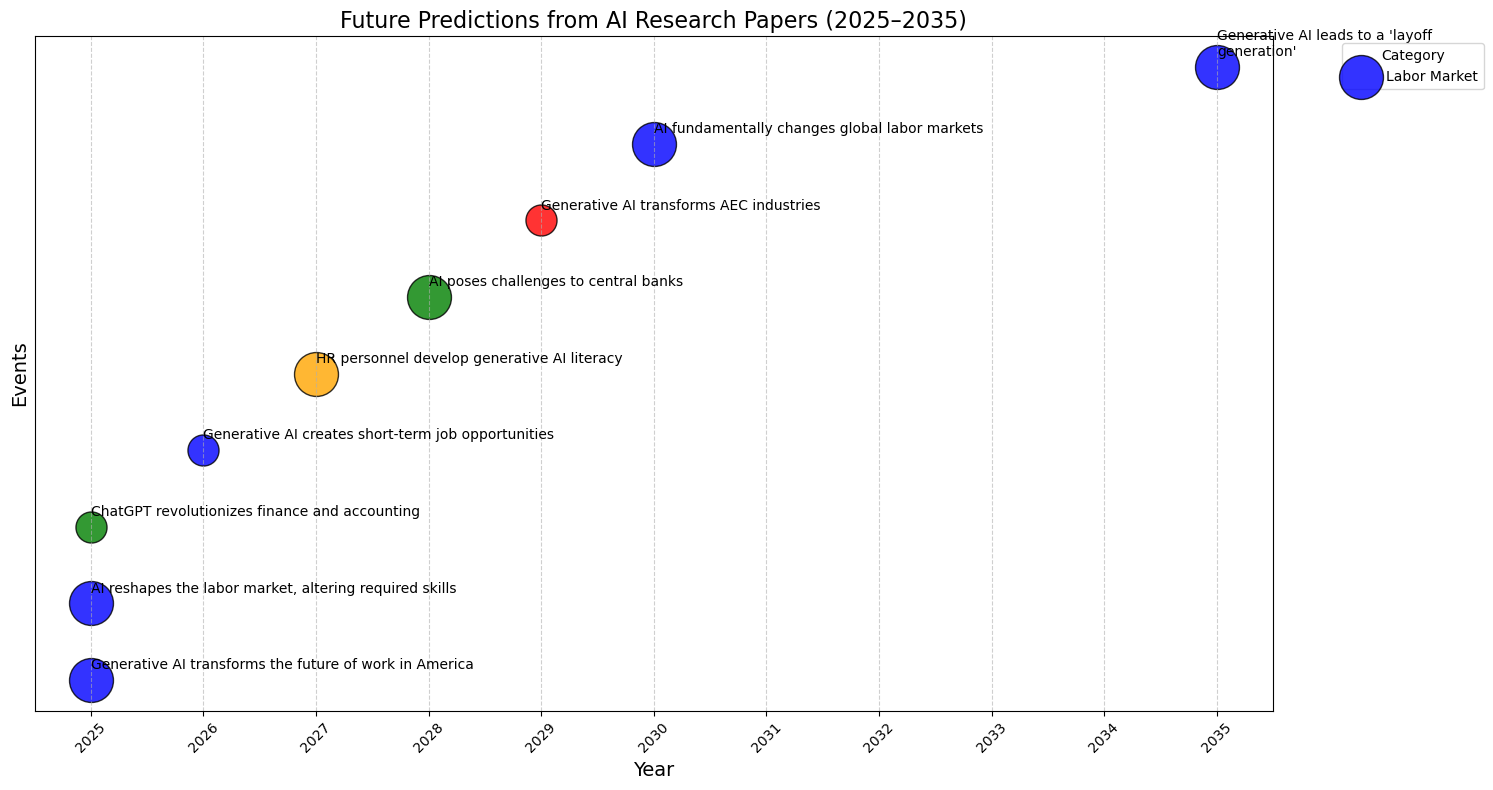 Future Predictions from AI Research Papers (2025–2035)
Generative AI leads to a 'layoff
generation'
Category
Labor Market
AI fundamentally changes global labor markets
Generative AI transforms AEC industries
AI poses challenges to central banks
HR personnel develop generative AI literacy
Generative AI creates short-term job opportunities
ChatGPT revolutionizes finance and accounting
AI reshapes the labor market, altering required skills
Generative AI transforms the future of work in America
Events
2025
2026
2027
2028
2029
2030
2031
2032
2033
2034
2035
Year